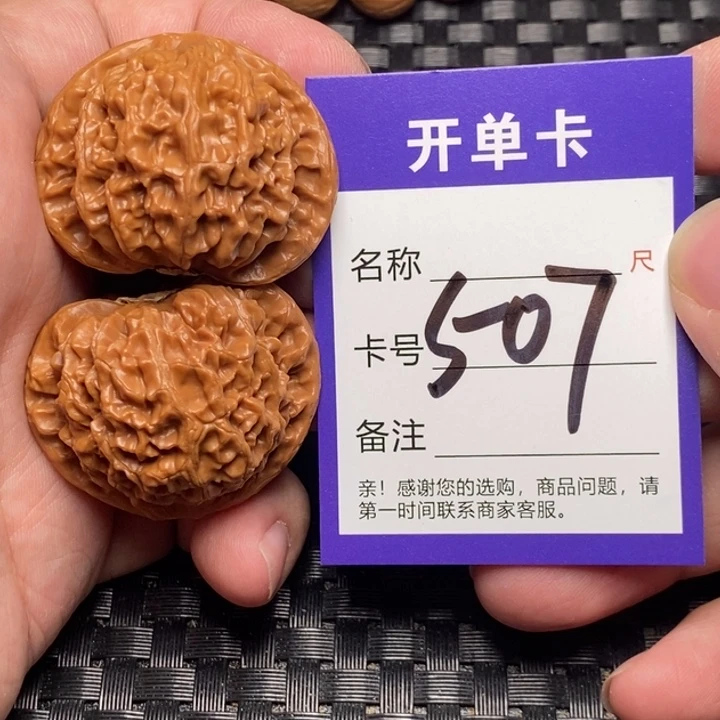 开单卡
名称 尺
卡号 507
备注
亲！感谢您的选购，商品问题，请
第一时间联系商家客服。